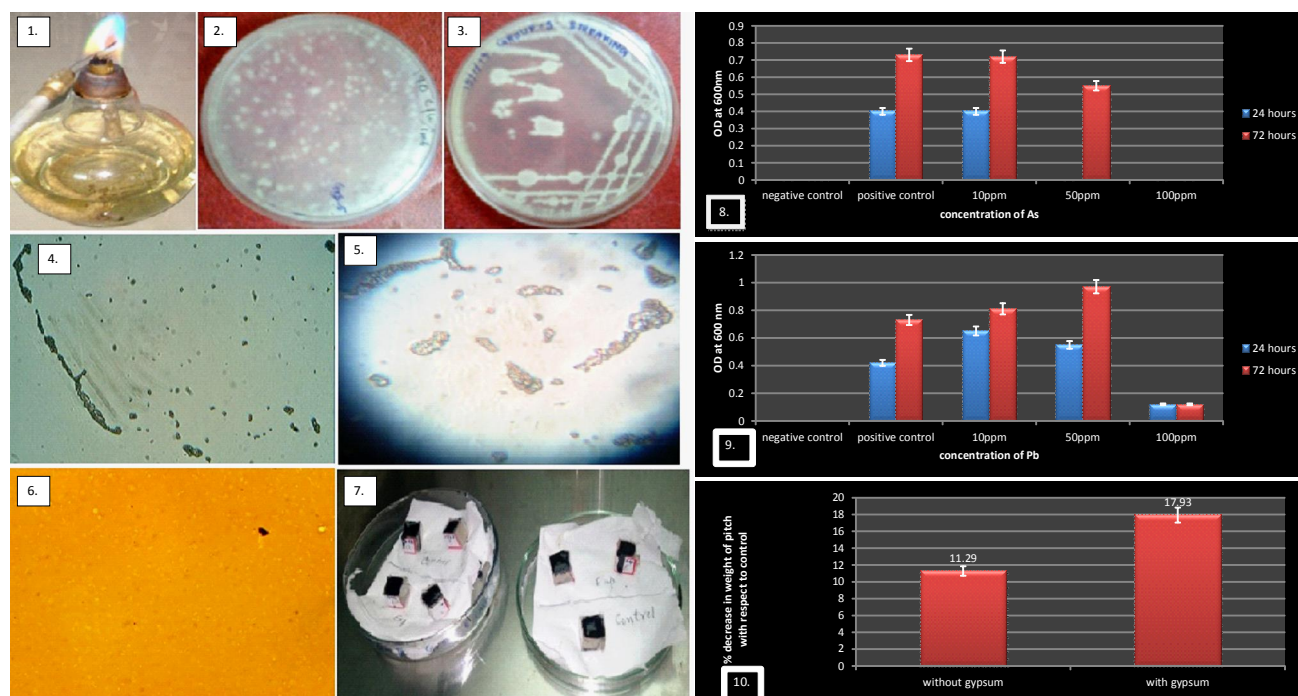 1.
2.
3.
4.
5.
6.
7.
Control
OD at 600nm
0.9
0.8
0.7
0.6
0.5
0.4
0.3
0.2
0.1
0
negative control
positive control
10ppm
50ppm
100ppm
concentration of As
24 hours
72 hours
8.
OD at 600 nm
1.2
1
0.8
0.6
0.4
0.2
0
negative control
positive control
10ppm
50ppm
100ppm
concentration of Pb
24 hours
72 hours
9.
% decrease in weight of pitch
with respect to control
20
18
16
14
12
10
8
6
4
2
0
11.29
17.93
without gypsum
with gypsum
10.